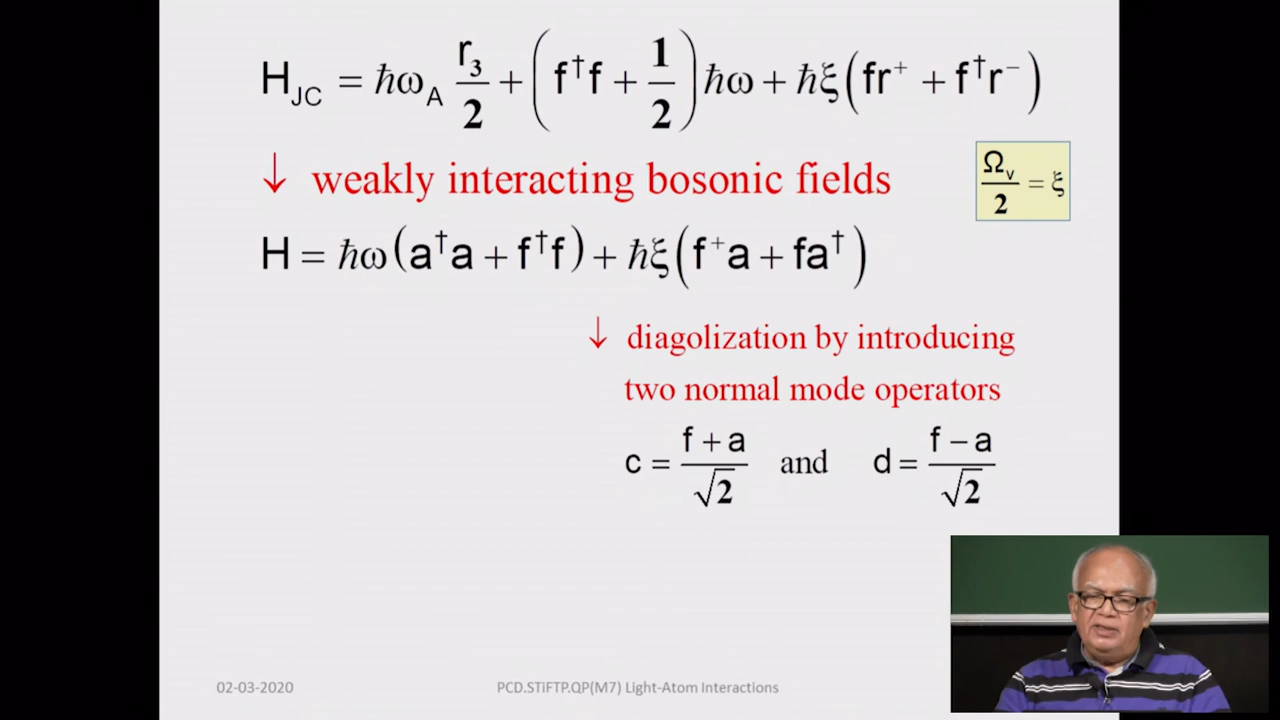 H_JC = ħω_A r₃/2 + (f†f + 1/2) ħω + ħξ(fr⁺ + f†r⁻)
↓ weakly interacting bosonic fields
Ω_v/2 = ξ
H = ħω(a†a + f†f) + ħξ(f⁺a + fa†)
↓ diagolization by introducing
two normal mode operators
c = (f + a)/√2 and d = (f − a)/√2
02-03-2020 PCD.STiFTP.QP(M7) Light-Atom Interactions